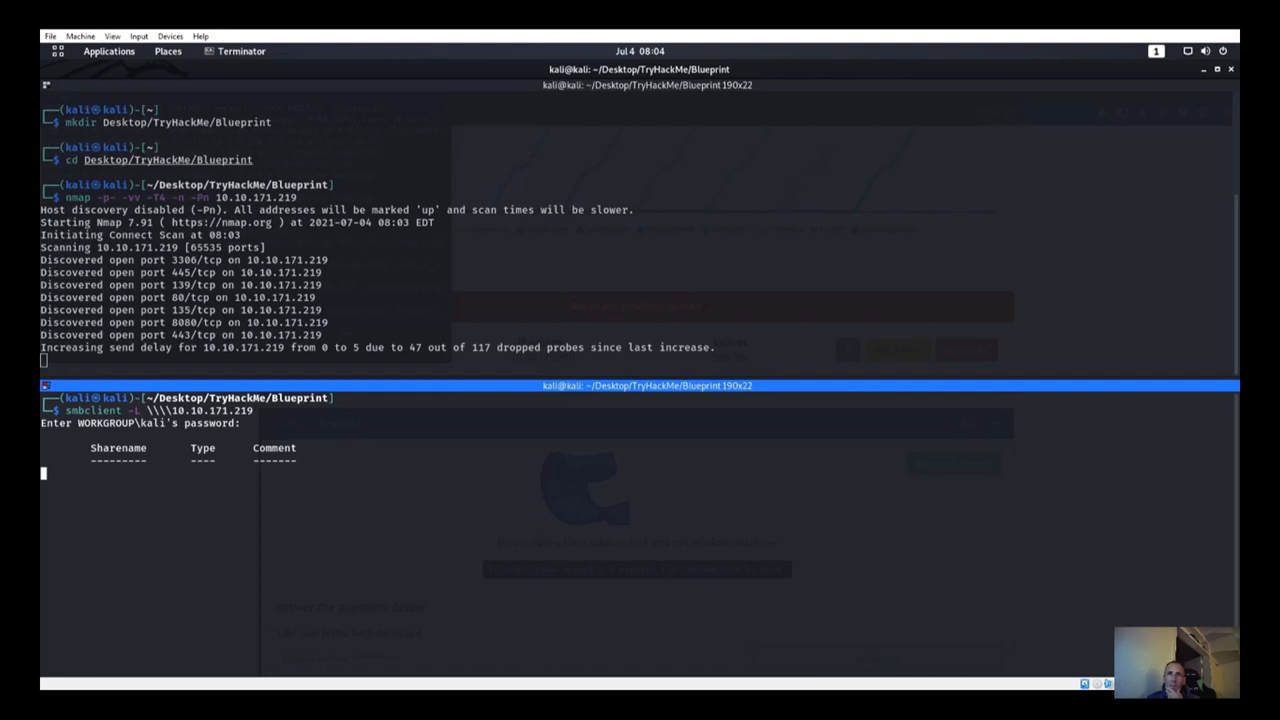 File Machine View Input Devices Help
Applications Places Terminator Jul 4 08:04 1
kali@kali: ~/Desktop/TryHackMe/Blueprint
kali@kali: ~/Desktop/TryHackMe/Blueprint 190x22
┌──(kali㉿kali)-[~]
└─$ mkdir Desktop/TryHackMe/Blueprint
┌──(kali㉿kali)-[~]
└─$ cd Desktop/TryHackMe/Blueprint
┌──(kali㉿kali)-[~/Desktop/TryHackMe/Blueprint]
└─$ nmap -p- -vv -T4 -n -Pn 10.10.171.219
Host discovery disabled (-Pn). All addresses will be marked 'up' and scan times will be slower.
Starting Nmap 7.91 ( https://nmap.org ) at 2021-07-04 08:03 EDT
Initiating Connect Scan at 08:03
Scanning 10.10.171.219 [65535 ports]
Discovered open port 3306/tcp on 10.10.171.219
Discovered open port 445/tcp on 10.10.171.219
Discovered open port 139/tcp on 10.10.171.219
Discovered open port 80/tcp on 10.10.171.219
Discovered open port 135/tcp on 10.10.171.219
Discovered open port 8080/tcp on 10.10.171.219
Discovered open port 443/tcp on 10.10.171.219
Increasing send delay for 10.10.171.219 from 0 to 5 due to 47 out of 117 dropped probes since last increase.
kali@kali: ~/Desktop/TryHackMe/Blueprint 190x22
┌──(kali㉿kali)-[~/Desktop/TryHackMe/Blueprint]
└─$ smbclient -L \\\\10.10.171.219
Enter WORKGROUP\kali's password:
Sharename Type Comment
--------- ---- -------
Answer the questions below